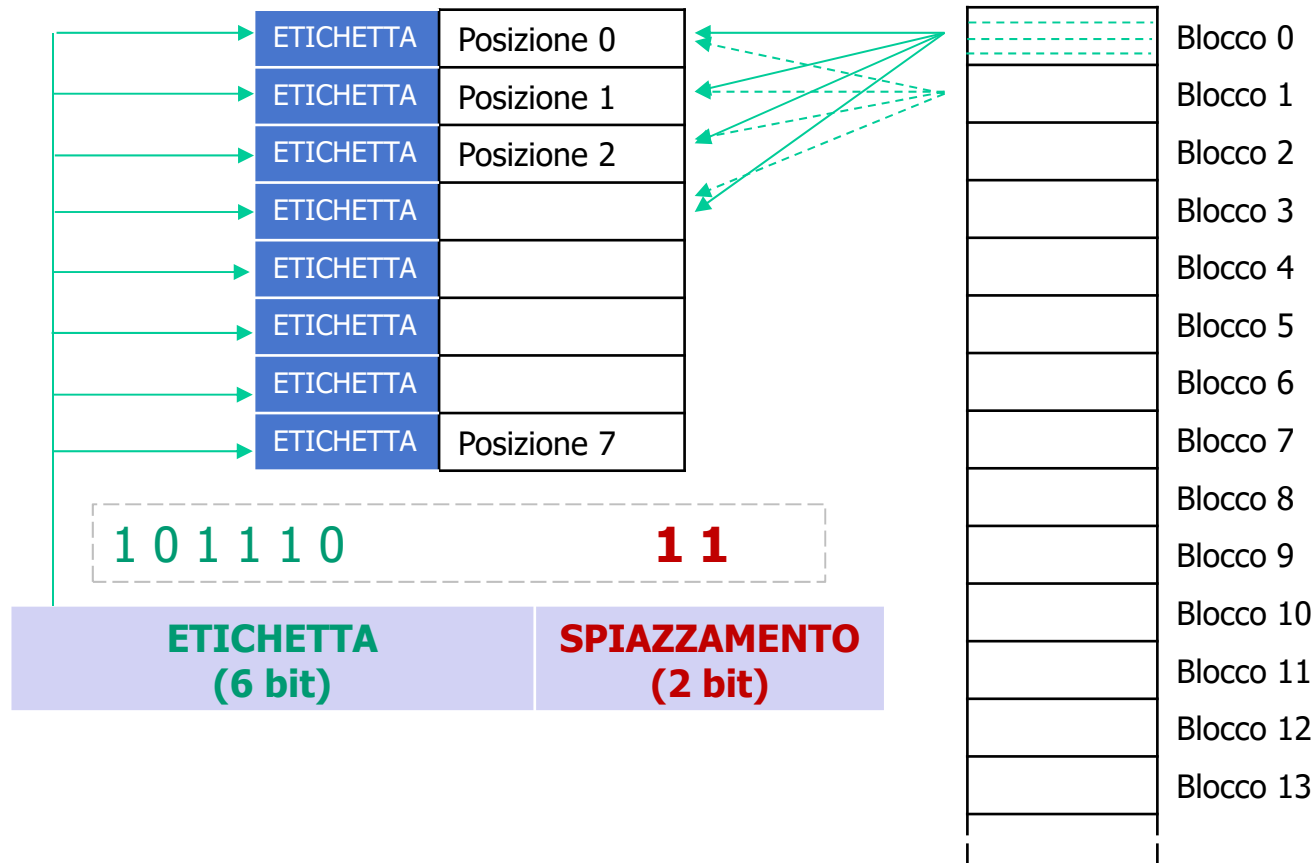 ETICHETTA Posizione 0
ETICHETTA Posizione 1
ETICHETTA Posizione 2
ETICHETTA
ETICHETTA
ETICHETTA
ETICHETTA
ETICHETTA Posizione 7
1 0 1 1 1 0 1 1
ETICHETTA
(6 bit)
SPIAZZAMENTO
(2 bit)
Blocco 0
Blocco 1
Blocco 2
Blocco 3
Blocco 4
Blocco 5
Blocco 6
Blocco 7
Blocco 8
Blocco 9
Blocco 10
Blocco 11
Blocco 12
Blocco 13